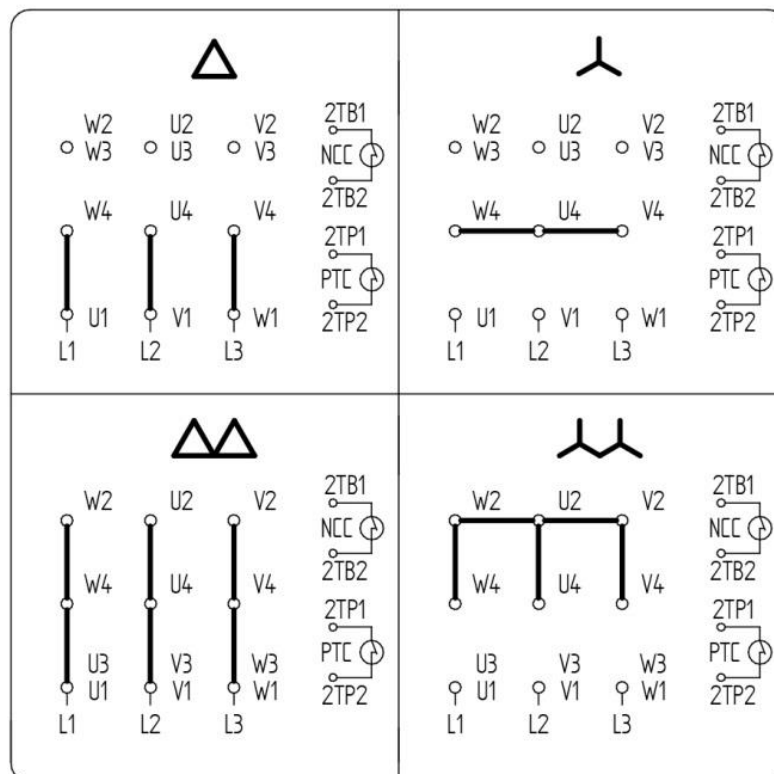 W2 U2 V2 2TB1
W3 U3 V3 NCC
2TB2
W4 U4 V4 2TP1
PTC
U1 V1 W1 2TP2
L1 L2 L3
W2 U2 V2 2TB1
W3 U3 V3 NCC
2TB2
W4 U4 V4 2TP1
PTC
U1 V1 W1 2TP2
L1 L2 L3
W2 U2 V2 2TB1
NCC
W4 U4 V4 2TB2
2TP1
U3 V3 W3 PTC
U1 V1 W1 2TP2
L1 L2 L3
W2 U2 V2 2TB1
NCC
W4 U4 V4 2TB2
2TP1
U3 V3 W3 PTC
U1 V1 W1 2TP2
L1 L2 L3